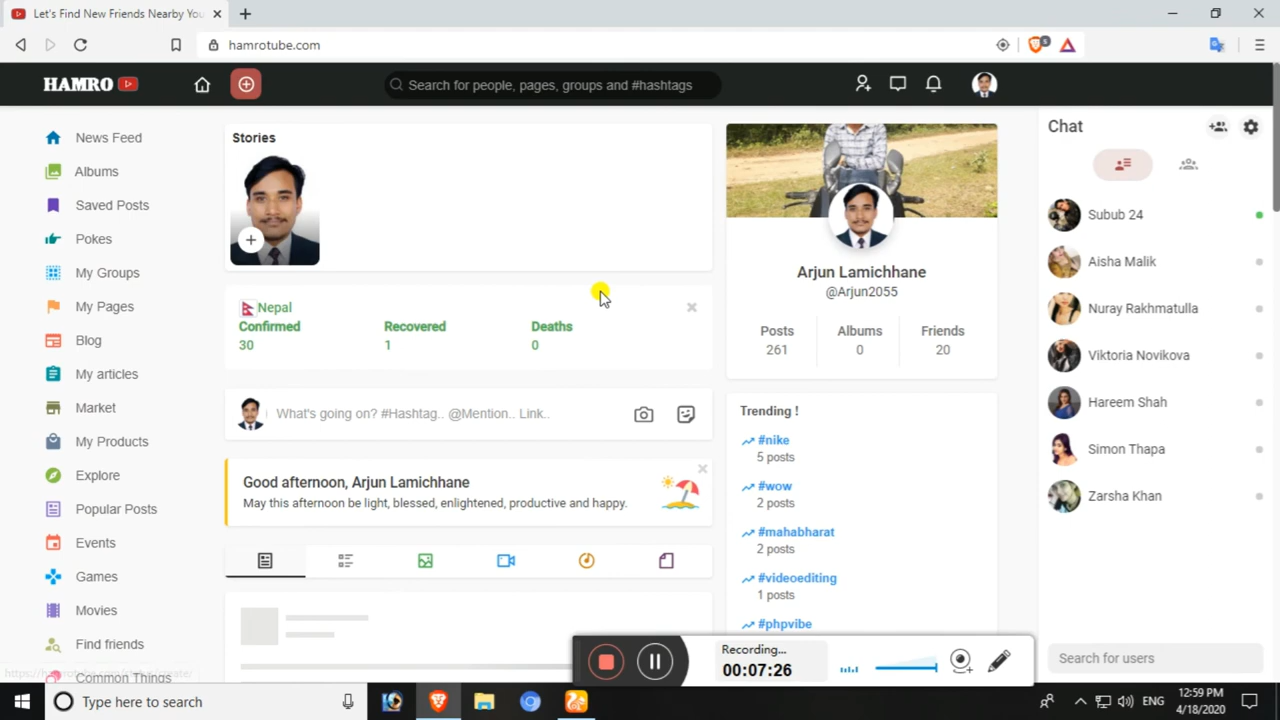 Let's Find New Friends Nearby You
hamrotube.com
5
HAMRO
Search for people, pages, groups and #hashtags
News Feed
Albums
Saved Posts
Pokes
My Groups
My Pages
Blog
My articles
Market
My Products
Explore
Popular Posts
Events
Games
Movies
Find friends
Common Things
https://hamrotube.com/status/create/
Stories
Nepal
Confirmed Recovered Deaths
30 1 0
What's going on? #Hashtag.. @Mention.. Link..
Good afternoon, Arjun Lamichhane
May this afternoon be light, blessed, enlightened, productive and happy.
Arjun Lamichhane
@Arjun2055
Posts Albums Friends
261 0 20
Trending !
#nike
5 posts
#wow
2 posts
#mahabharat
2 posts
#videoediting
1 posts
#phpvibe
Chat
Subub 24
Aisha Malik
Nuray Rakhmatulla
Viktoria Novikova
Hareem Shah
Simon Thapa
Zarsha Khan
Search for users
Recording...
00:07:26
Type here to search
ENG
12:59 PM
4/18/2020